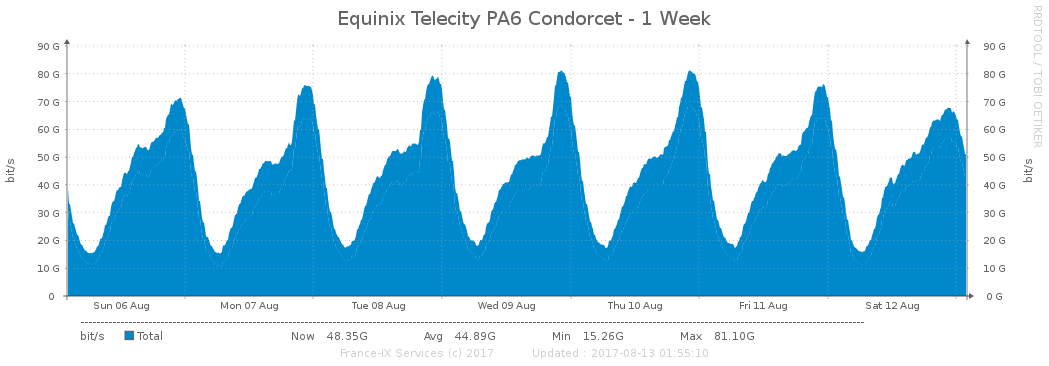 Equinix Telecity PA6 Condorcet - 1 Week
RRDTOOL / TOBI OETIKER
90 G 90 G
80 G 80 G
70 G 70 G
60 G 60 G
50 G 50 G
40 G 40 G
30 G 30 G
20 G 20 G
10 G 10 G
0 0 G
bit/s bit/s
Sun 06 Aug Mon 07 Aug Tue 08 Aug Wed 09 Aug Thu 10 Aug Fri 11 Aug Sat 12 Aug
bit/s Total Now 48.35G Avg 44.89G Min 15.26G Max 81.10G
France-IX Services (c) 2017 Updated : 2017-08-13 01:55:10